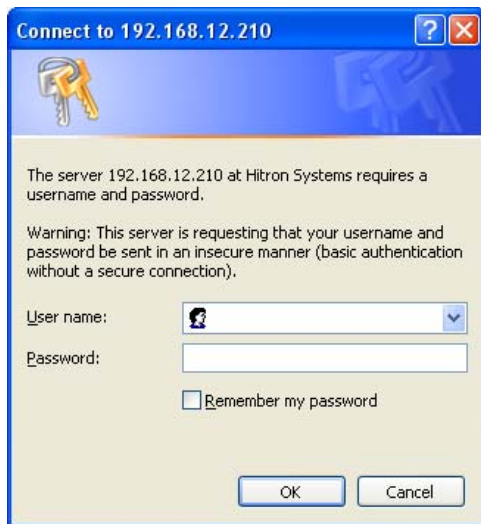 Connect to 192.168.12.210
The server 192.168.12.210 at Hitron Systems requires a
username and password.
Warning: This server is requesting that your username and
password be sent in an insecure manner (basic authentication
without a secure connection).
User name:
Password:
Remember my password
OK
Cancel